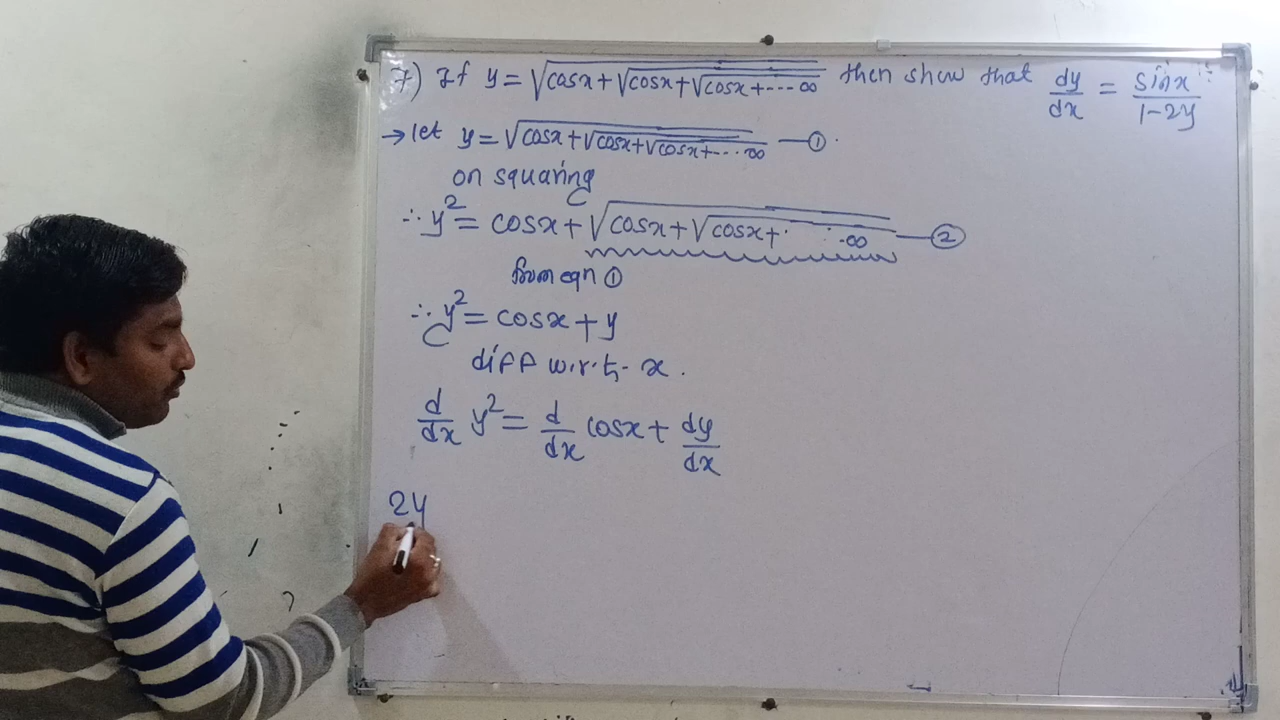 7) If y = √cosx + √cosx + √cosx + --- ∞ then show that dy/dx = sinx/1-2y
→ let y = √cosx + √cosx + √cosx + --- ∞ — ①
on squaring
∴ y² = cosx + √cosx + √cosx + . . . ∞ — ②
from eqn ①
∴ y² = cosx + y
diff w.r.t. x.
d/dx y² = d/dx cosx + dy/dx
2y